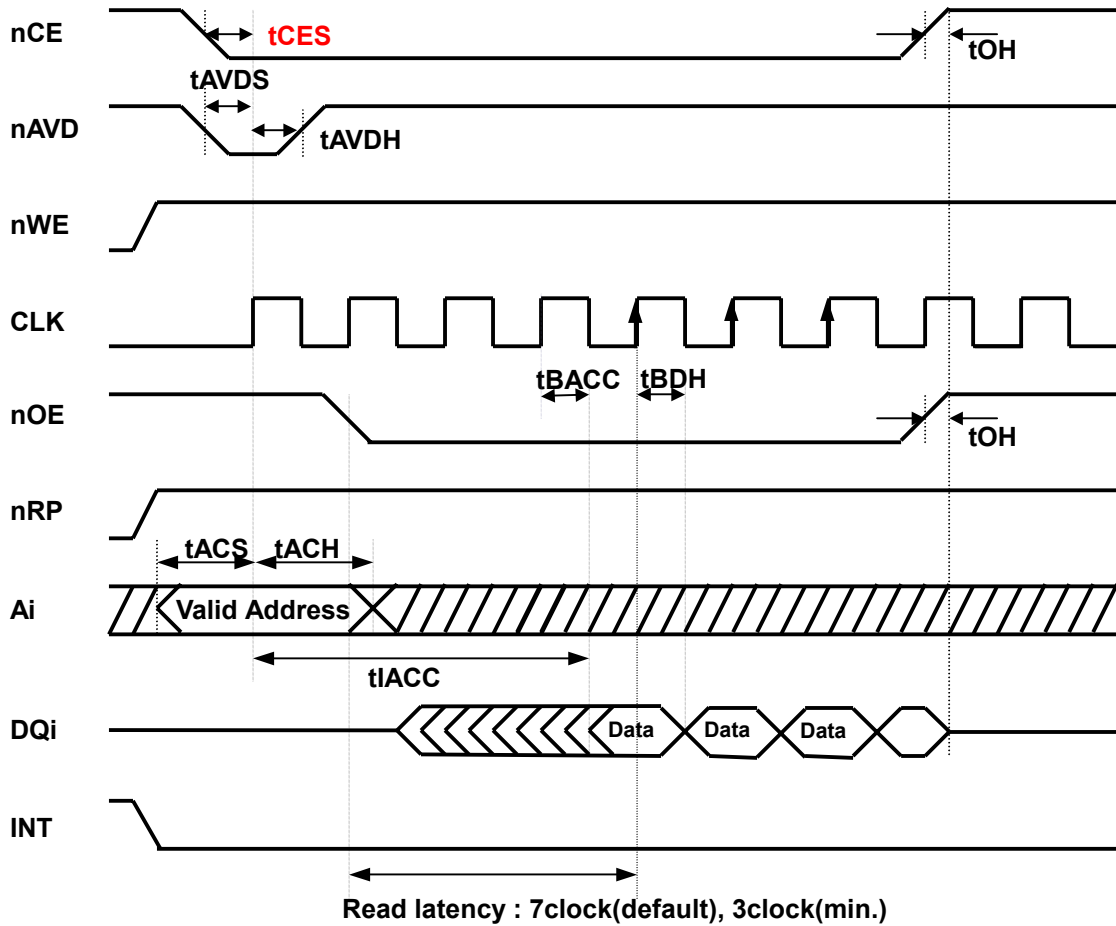 nCE
tCES
tOH
tAVDS
nAVD
tAVDH
nWE
CLK
tBACC
tBDH
nOE
tOH
nRP
tACS
tACH
Ai
Valid Address
tIACC
DQi
Data
Data
Data
INT
Read latency : 7clock(default), 3clock(min.)